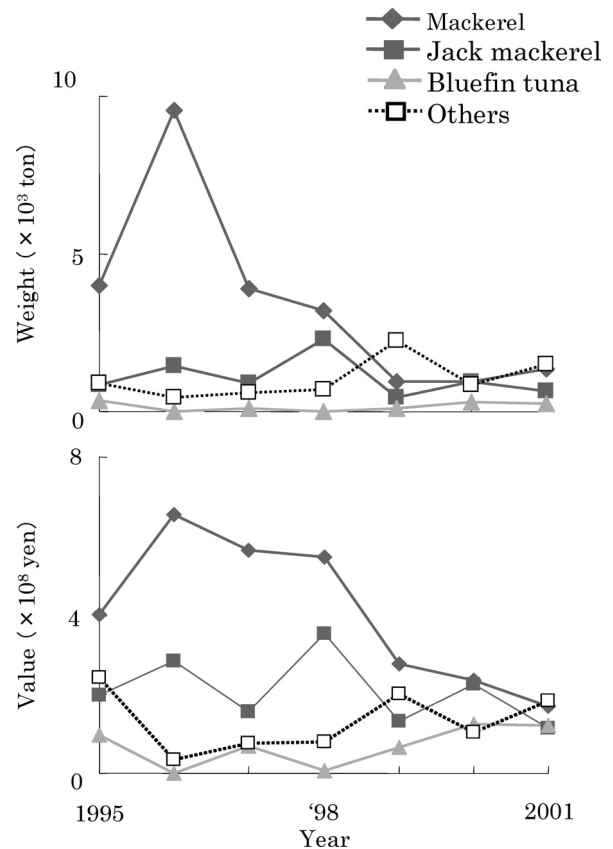 Mackerel
Jack mackerel
Bluefin tuna
Others
10
5
0
Weight (×10³ ton)
8
4
0
Value (×10⁸ yen)
1995
‘98
2001
Year